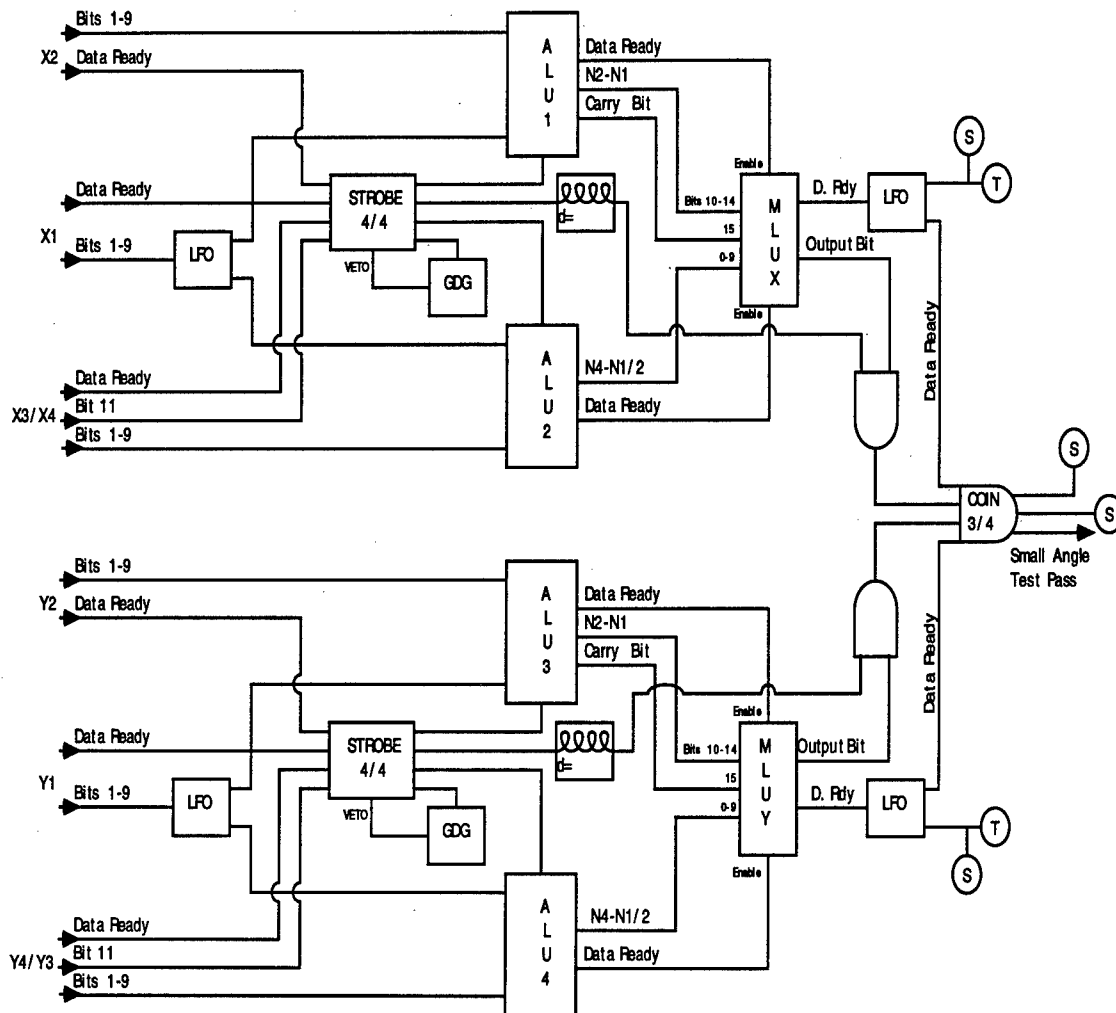 Bits 1-9
X2 Data Ready
Data Ready
X1 Bits 1-9
LFO
Data Ready
X3/X4 Bit 11
Bits 1-9
STROBE
4/4
VETO
GDG
A
L
U
1
Data Ready
N2-N1
Carry Bit
d=
A
L
U
2
N4-N1/2
Data Ready
Enable
Bits 10-14
15
0-9
M
L
U
X
Enable
D. Rdy
Output Bit
LFO
S
T
Data Ready
COIN
3/4
S
S
Small Angle
Test Pass
Data Ready
Bits 1-9
Y2 Data Ready
Data Ready
Y1 Bits 1-9
LFO
Data Ready
Y4/Y3 Bit 11
Bits 1-9
STROBE
4/4
VETO
GDG
A
L
U
3
Data Ready
N2-N1
Carry Bit
d=
A
L
U
4
N4-N1/2
Data Ready
Enable
Bits 10-14
15
0-9
M
L
U
Y
Enable
Output Bit
D. Rdy
LFO
T
S